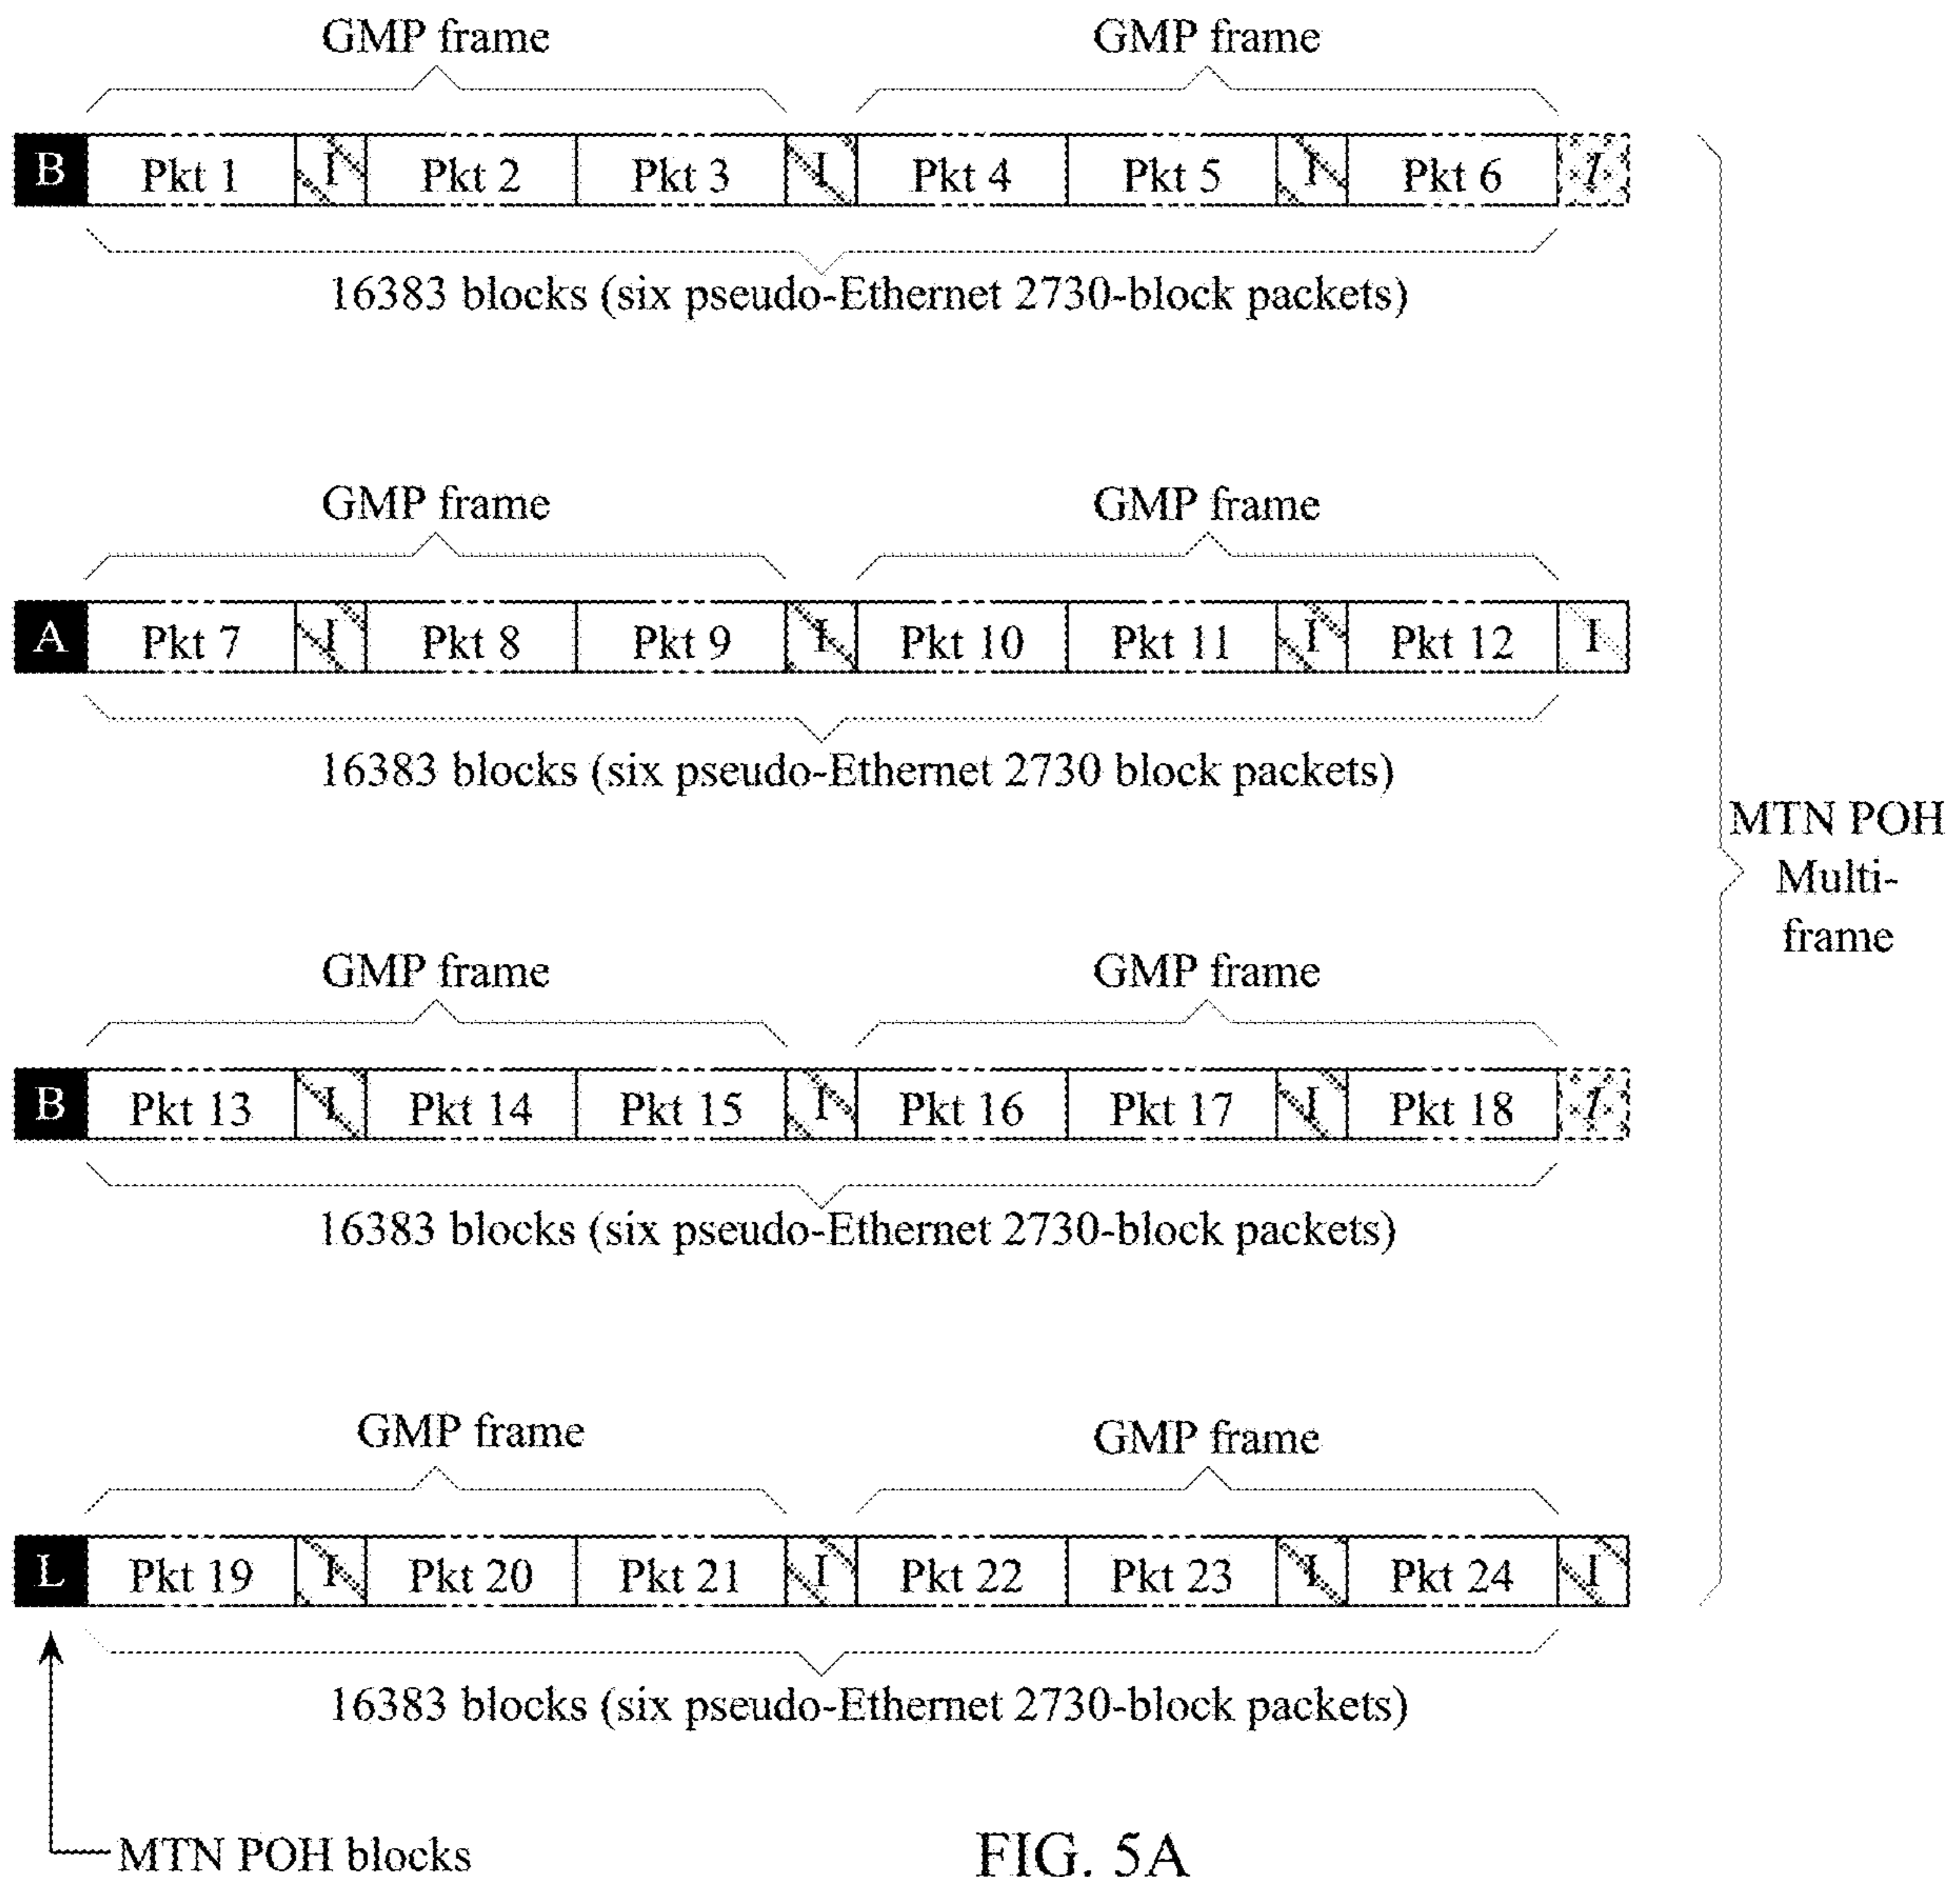 GMP frame GMP frame
B Pkt 1 I Pkt 2 Pkt 3 I Pkt 4 Pkt 5 I Pkt 6 I
16383 blocks (six pseudo-Ethernet 2730-block packets)
GMP frame GMP frame
A Pkt 7 I Pkt 8 Pkt 9 I Pkt 10 Pkt 11 I Pkt 12 I
16383 blocks (six pseudo-Ethernet 2730 block packets)
MTN POH
Multi-
frame
GMP frame GMP frame
B Pkt 13 I Pkt 14 Pkt 15 I Pkt 16 Pkt 17 I Pkt 18 I
16383 blocks (six pseudo-Ethernet 2730-block packets)
GMP frame GMP frame
L Pkt 19 I Pkt 20 Pkt 21 I Pkt 22 Pkt 23 I Pkt 24 I
16383 blocks (six pseudo-Ethernet 2730-block packets)
MTN POH blocks
FIG. 5A